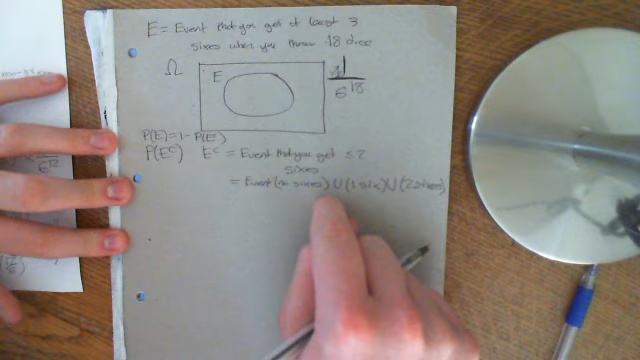 E = Event that you get at least 3
sixes when you throw 18 dice
Ω E
6^18
P(E) = 1 - P(E^c)
P(E^c) E^c = Event that you get ≤ 2
sixes
= Event (no sixes) ∪ (1 six) ∪ (2 sixes)